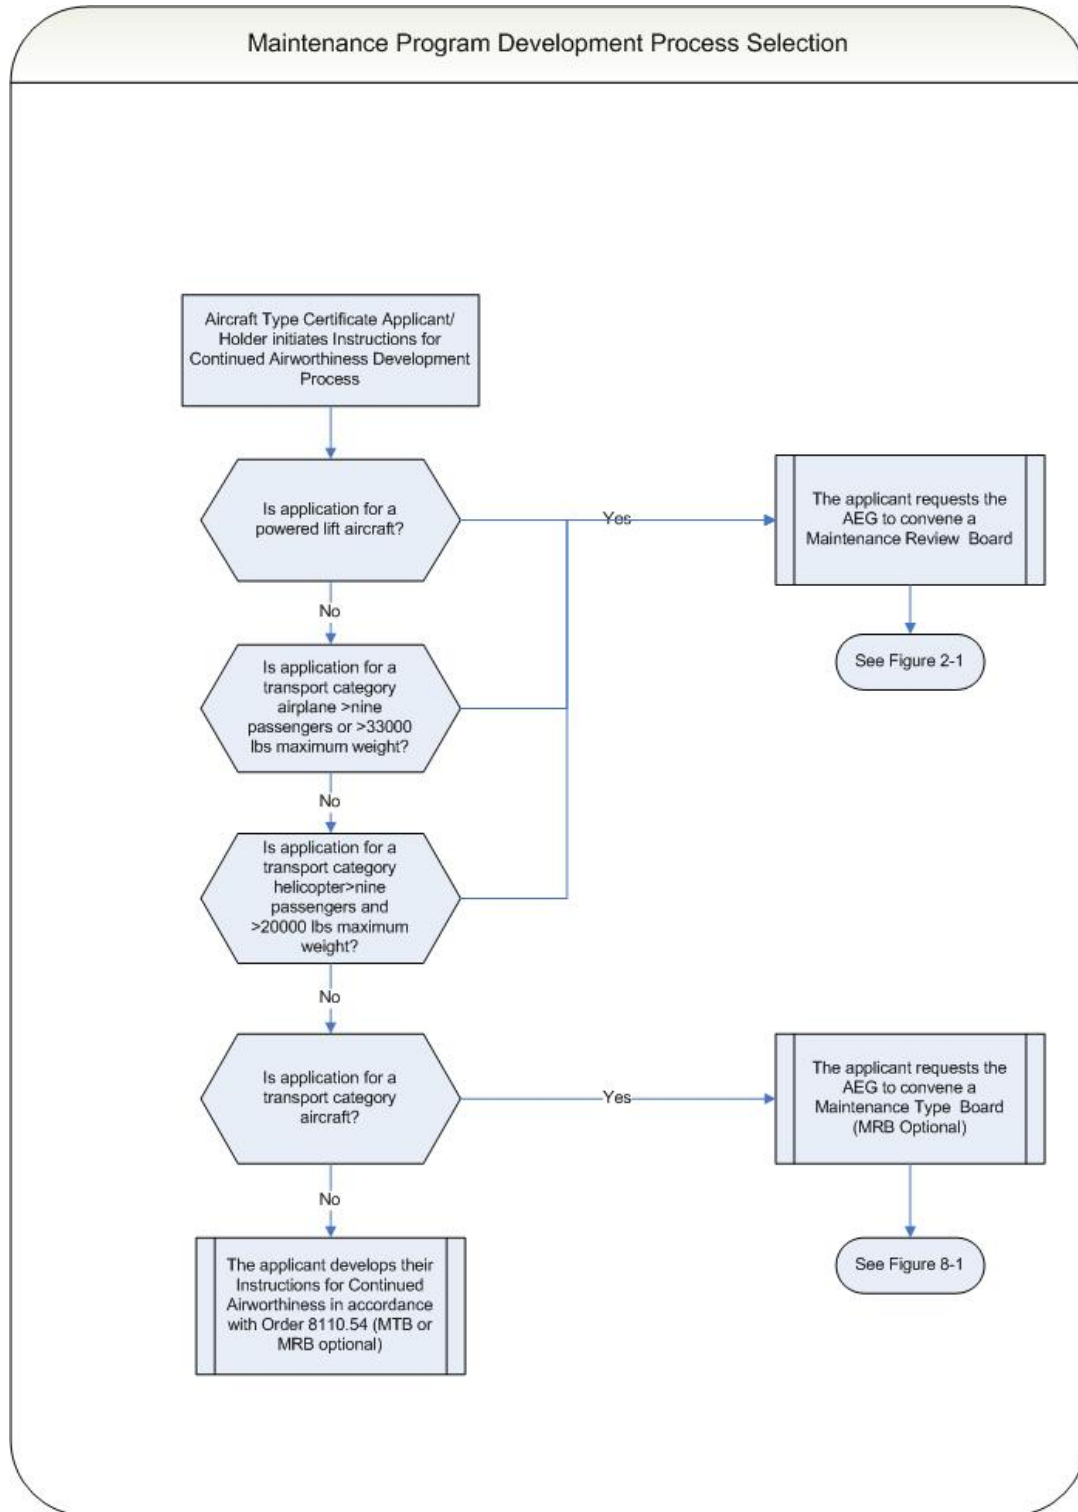 Maintenance Program Development Process Selection
Aircraft Type Certificate Applicant/
Holder initiates Instructions for
Continued Airworthiness Development
Process
Is application for a
powered lift aircraft?
Yes
The applicant requests the
AEG to convene a
Maintenance Review Board
See Figure 2-1
No
Is application for a
transport category
airplane >nine
passengers or >33000
lbs maximum weight?
No
Is application for a
transport category
helicopter>nine
passengers and
>20000 lbs maximum
weight?
No
Is application for a
transport category
aircraft?
Yes
The applicant requests the
AEG to convene a
Maintenance Type Board
(MRB Optional)
See Figure 8-1
No
The applicant develops their
Instructions for Continued
Airworthiness in accordance
with Order 8110.54 (MTB or
MRB optional)